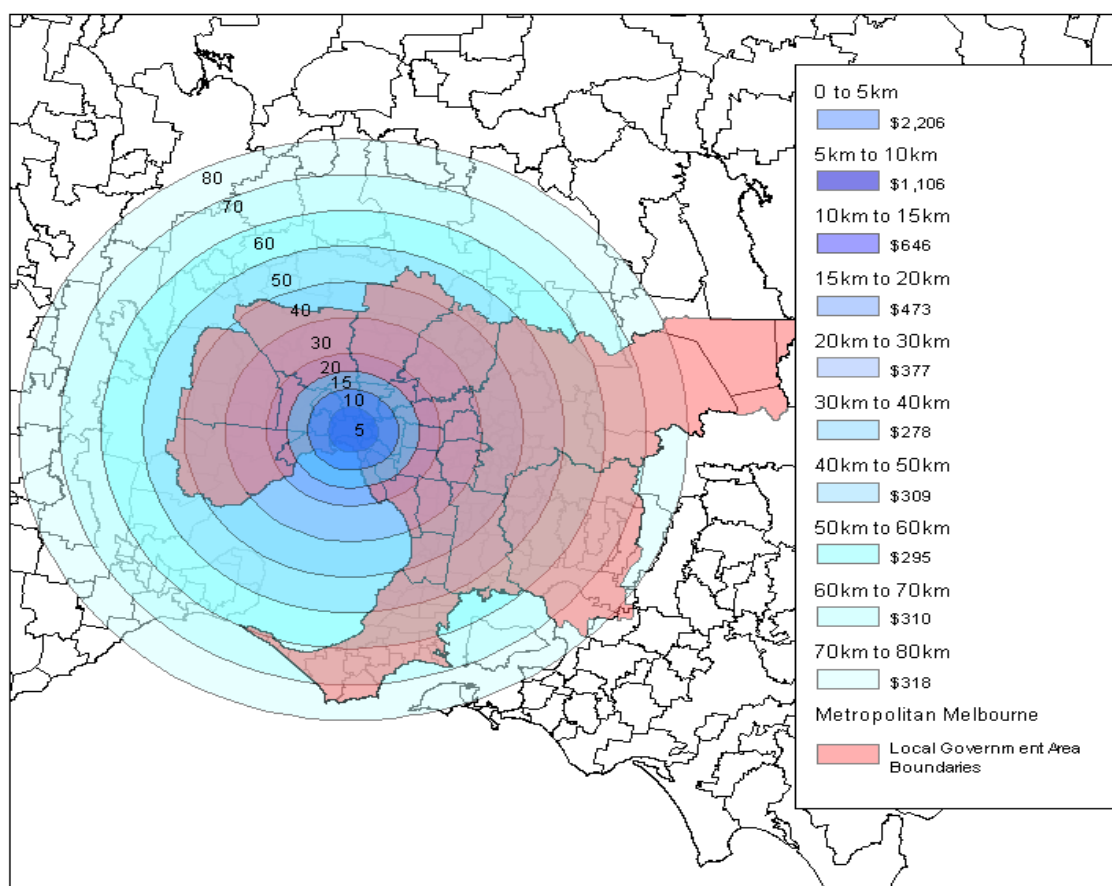 80
70
60
50
40
30
20
15
10
5
0 to 5km
$2,206
5km to 10km
$1,106
10km to 15km
$646
15km to 20km
$473
20km to 30km
$377
30km to 40km
$278
40km to 50km
$309
50km to 60km
$295
60km to 70km
$310
70km to 80km
$318
Metropolitan Melbourne
Local Government Area
Boundaries